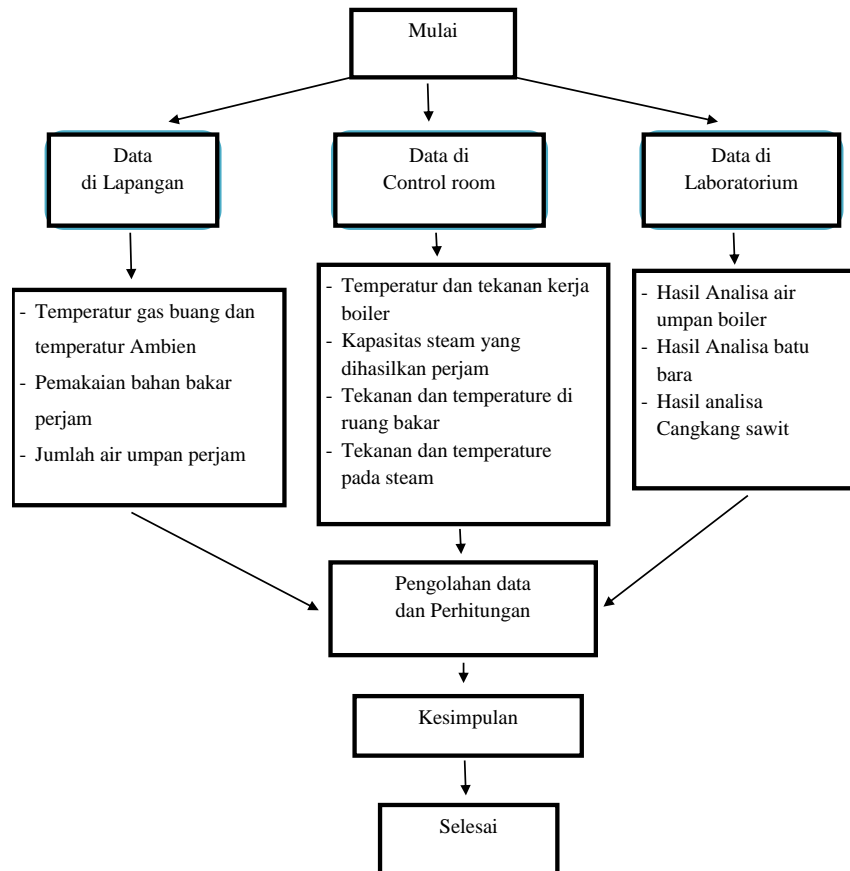 Mulai
Data
di Lapangan
Data di
Control room
Data di
Laboratorium
- Temperatur gas buang dan
temperatur Ambien
- Pemakaian bahan bakar
perjam
- Jumlah air umpan perjam
- Temperatur dan tekanan kerja
boiler
- Kapasitas steam yang
dihasilkan perjam
- Tekanan dan temperature di
ruang bakar
- Tekanan dan temperature
pada steam
- Hasil Analisa air
umpan boiler
- Hasil Analisa batu
bara
- Hasil analisa
Cangkang sawit
Pengolahan data
dan Perhitungan
Kesimpulan
Selesai